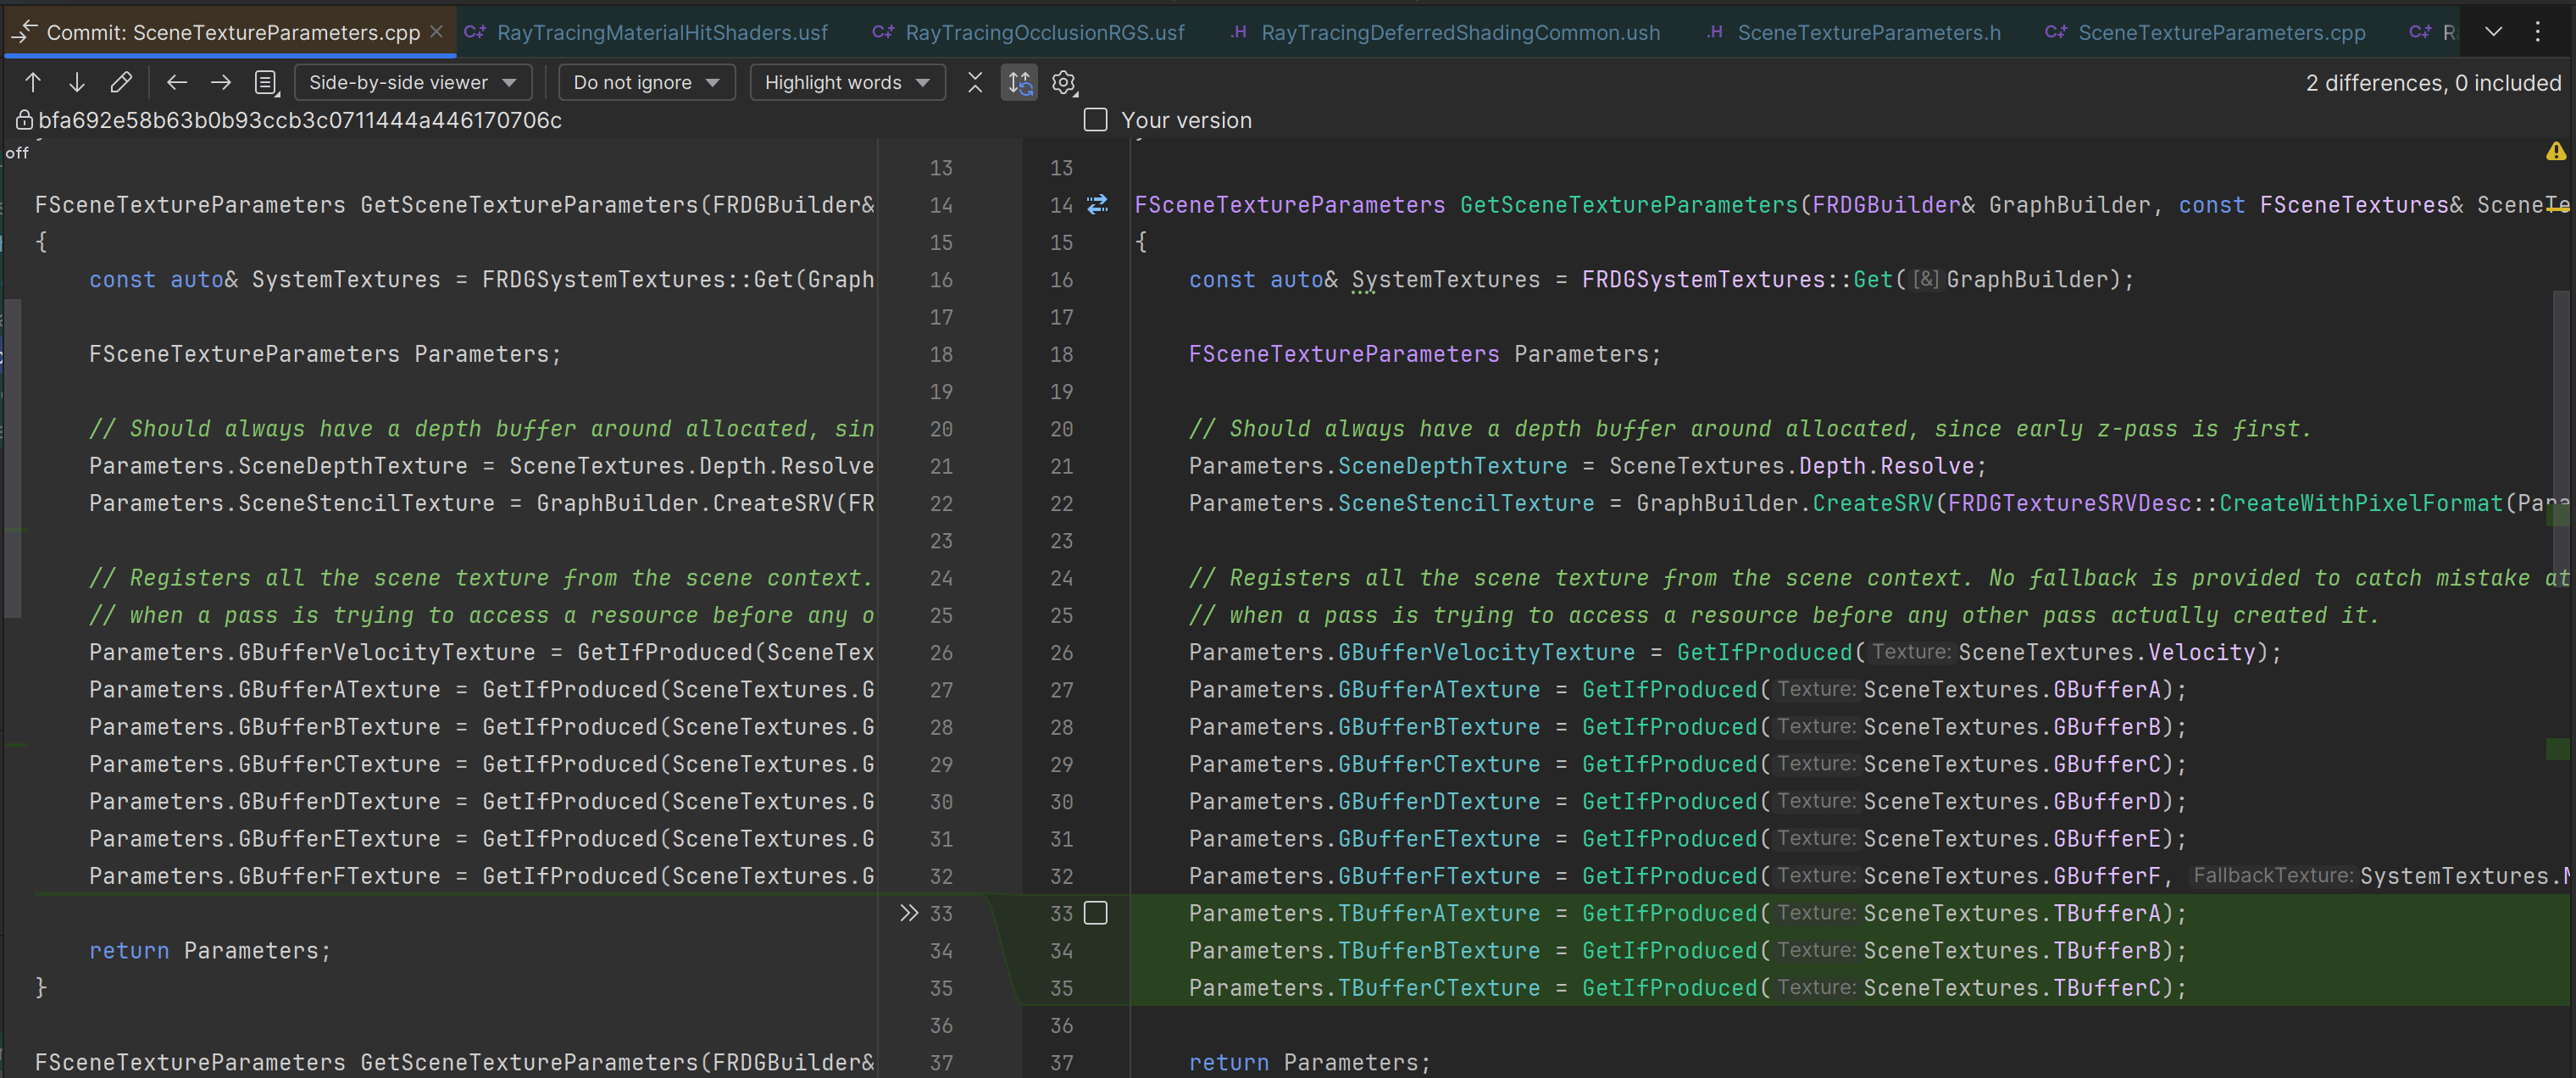 Commit: SceneTextureParameters.cpp
RayTracingMaterialHitShaders.usf
RayTracingOcclusionRGS.usf
.H RayTracingDeferredShadingCommon.ush
.H SceneTextureParameters.h
SceneTextureParameters.cpp
Side-by-side viewer
Do not ignore
Highlight words
2 differences, 0 included
bfa692e58b63b0b93ccb3c0711444a446170706c
Your version
off
FSceneTextureParameters GetSceneTextureParameters(FRDGBuilder&
{
const auto& SystemTextures = FRDGSystemTextures::Get(Graph
FSceneTextureParameters Parameters;
// Should always have a depth buffer around allocated, sin
Parameters.SceneDepthTexture = SceneTextures.Depth.Resolve
Parameters.SceneStencilTexture = GraphBuilder.CreateSRV(FR
// Registers all the scene texture from the scene context.
// when a pass is trying to access a resource before any o
Parameters.GBufferVelocityTexture = GetIfProduced(SceneTex
Parameters.GBufferATexture = GetIfProduced(SceneTextures.G
Parameters.GBufferBTexture = GetIfProduced(SceneTextures.G
Parameters.GBufferCTexture = GetIfProduced(SceneTextures.G
Parameters.GBufferDTexture = GetIfProduced(SceneTextures.G
Parameters.GBufferETexture = GetIfProduced(SceneTextures.G
Parameters.GBufferFTexture = GetIfProduced(SceneTextures.G
return Parameters;
}
FSceneTextureParameters GetSceneTextureParameters(FRDGBuilder&
13 13
14 14 FSceneTextureParameters GetSceneTextureParameters(FRDGBuilder& GraphBuilder, const FSceneTextures& SceneTe
15 15 {
16 16 const auto& SystemTextures = FRDGSystemTextures::Get([&]GraphBuilder);
17 17
18 18 FSceneTextureParameters Parameters;
19 19
20 20 // Should always have a depth buffer around allocated, since early z-pass is first.
21 21 Parameters.SceneDepthTexture = SceneTextures.Depth.Resolve;
22 22 Parameters.SceneStencilTexture = GraphBuilder.CreateSRV(FRDGTextureSRVDesc::CreateWithPixelFormat(Para
23 23
24 24 // Registers all the scene texture from the scene context. No fallback is provided to catch mistake at
25 25 // when a pass is trying to access a resource before any other pass actually created it.
26 26 Parameters.GBufferVelocityTexture = GetIfProduced(Texture:SceneTextures.Velocity);
27 27 Parameters.GBufferATexture = GetIfProduced(Texture:SceneTextures.GBufferA);
28 28 Parameters.GBufferBTexture = GetIfProduced(Texture:SceneTextures.GBufferB);
29 29 Parameters.GBufferCTexture = GetIfProduced(Texture:SceneTextures.GBufferC);
30 30 Parameters.GBufferDTexture = GetIfProduced(Texture:SceneTextures.GBufferD);
31 31 Parameters.GBufferETexture = GetIfProduced(Texture:SceneTextures.GBufferE);
32 32 Parameters.GBufferFTexture = GetIfProduced(Texture:SceneTextures.GBufferF, FallbackTexture:SystemTextures.M
33 33 Parameters.TBufferATexture = GetIfProduced(Texture:SceneTextures.TBufferA);
34 34 Parameters.TBufferBTexture = GetIfProduced(Texture:SceneTextures.TBufferB);
35 35 Parameters.TBufferCTexture = GetIfProduced(Texture:SceneTextures.TBufferC);
36 36
37 37 return Parameters;